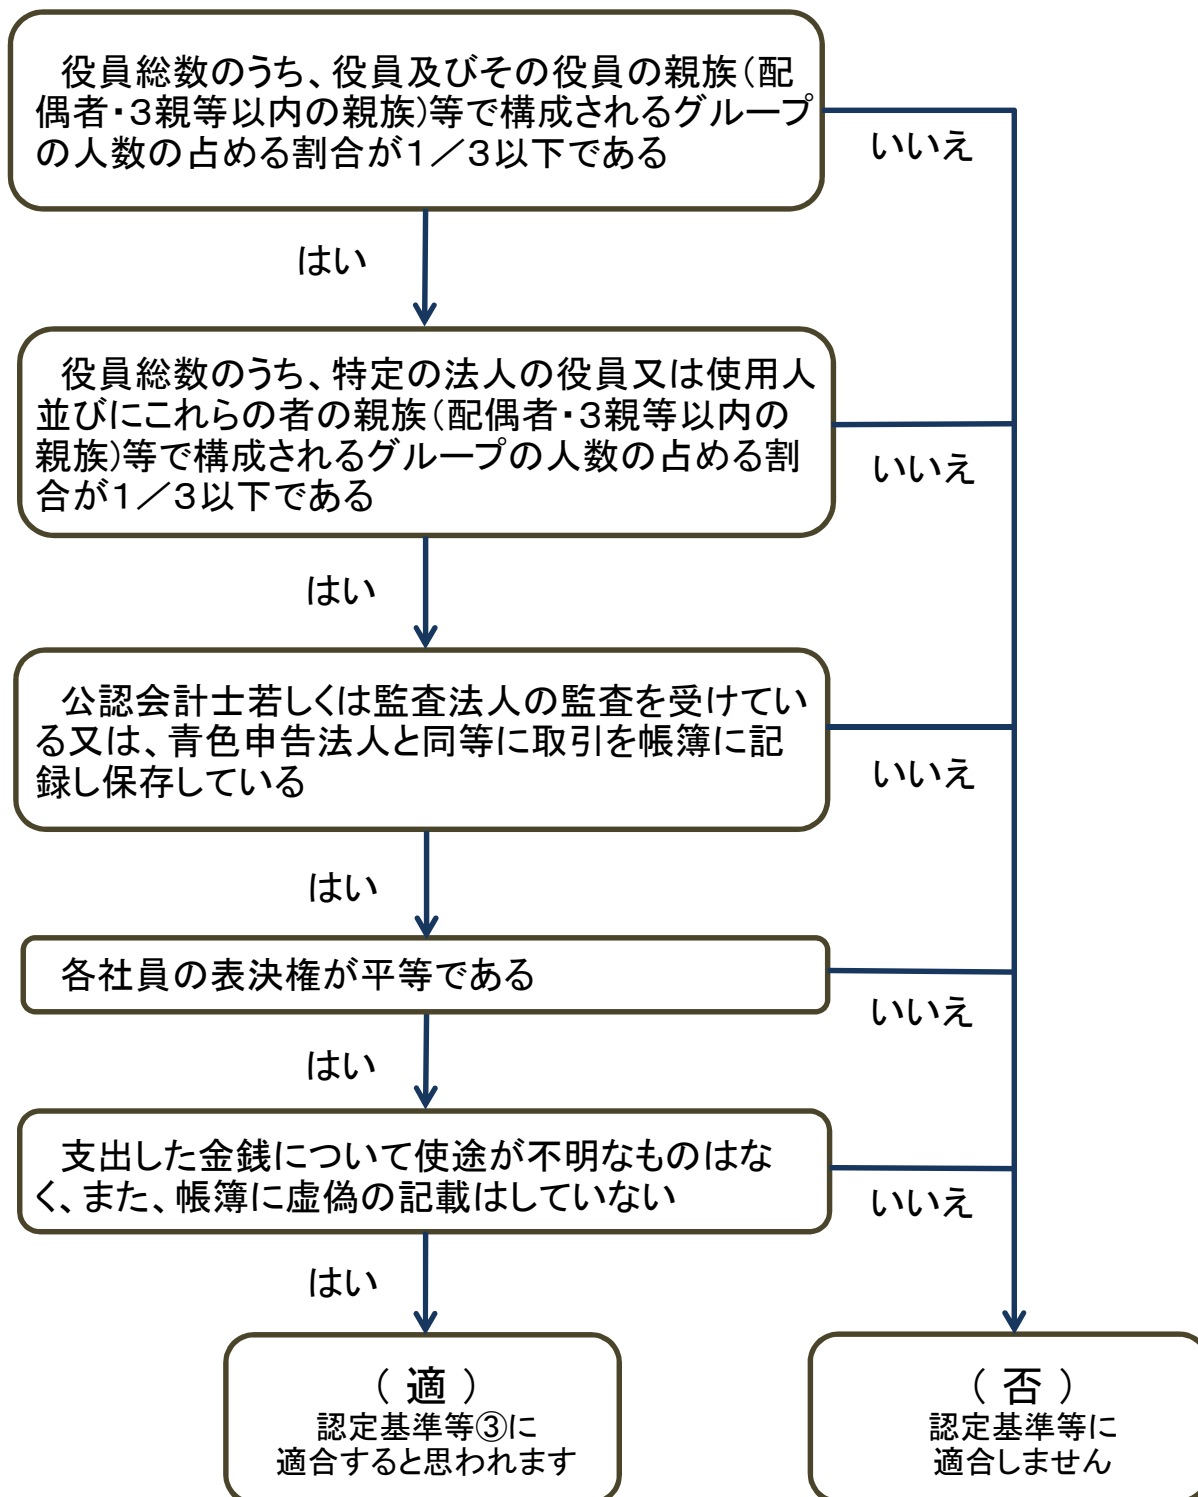 役員総数のうち、役員及びその役員の親族(配
偶者・3親等以内の親族)等で構成されるグループ
の人数の占める割合が1/3以下である
いいえ
はい
役員総数のうち、特定の法人の役員又は使用人
並びにこれらの者の親族(配偶者・3親等以内の
親族)等で構成されるグループの人数の占める割
合が1/3以下である
いいえ
はい
公認会計士若しくは監査法人の監査を受けてい
る又は、青色申告法人と同等に取引を帳簿に記
録し保存している
いいえ
はい
各社員の表決権が平等である
いいえ
はい
支出した金銭について使途が不明なものはな
く、また、帳簿に虚偽の記載はしていない
いいえ
はい
(適)
認定基準等③に
適合すると思われます
(否)
認定基準等に
適合しません